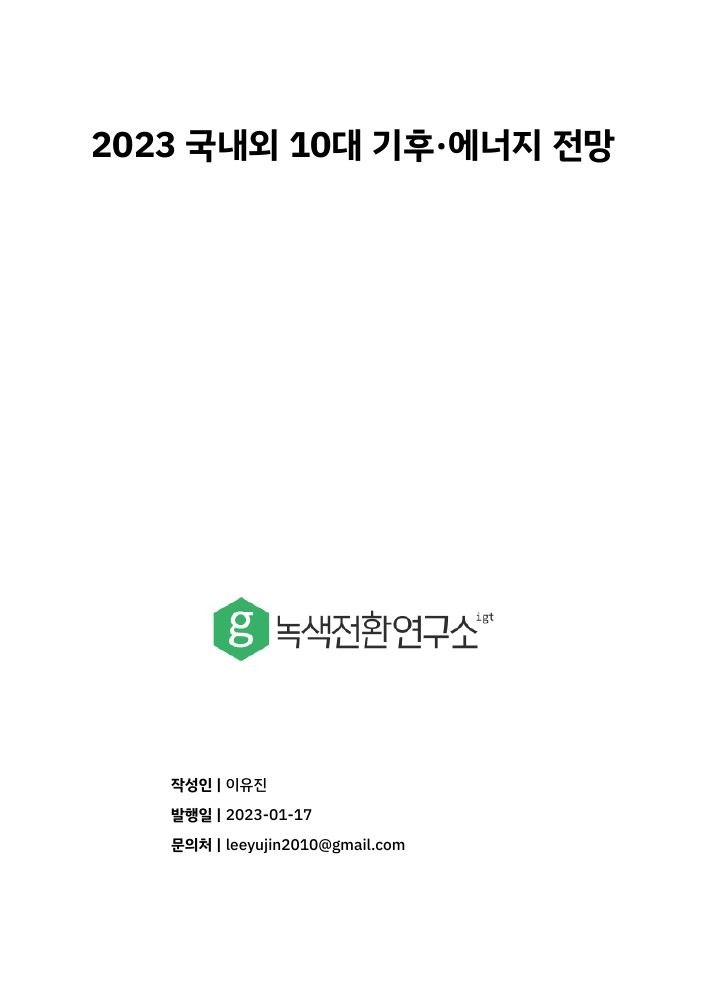 2023 국내외 10대 기후·에너지 전망
g 녹색전환연구소 igt
작성인 | 이유진
발행일 | 2023-01-17
문의처 | leeyujin2010@gmail.com